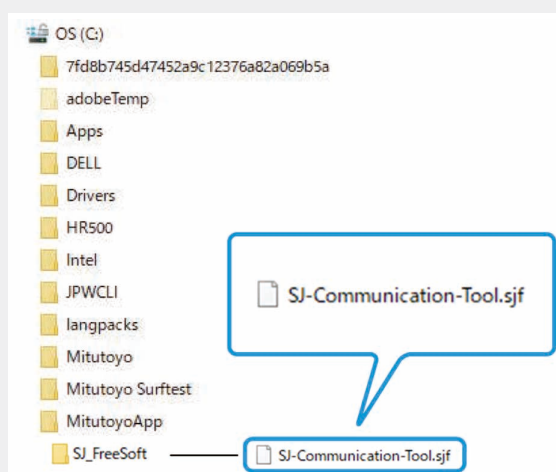 OS (C:)
7fd8b745d47452a9c12376a82a069b5a
adobeTemp
Apps
DELL
Drivers
HR500
Intel
JPWCLI
langpacks
Mitutoyo
Mitutoyo Surftest
MitutoyoApp
SJ_FreeSoft
SJ-Communication-Tool.sjf
SJ-Communication-Tool.sjf